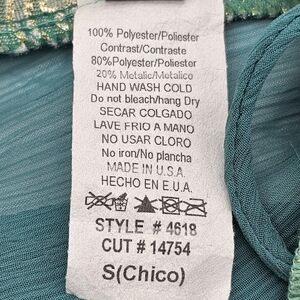 100% Polyester/Poliester
Contrast/Contraste
80%Polyester/Poliester
20% Metalic/Metalico
HAND WASH COLD
Do not bleach/hang Dry
SECAR COLGADO
LAVE FRIO A MANO
NO USAR CLORO
No iron/No plancha
MADE IN U.S.A.
HECHO EN E.U.A.
STYLE # 4618
CUT # 14754
S(Chico)